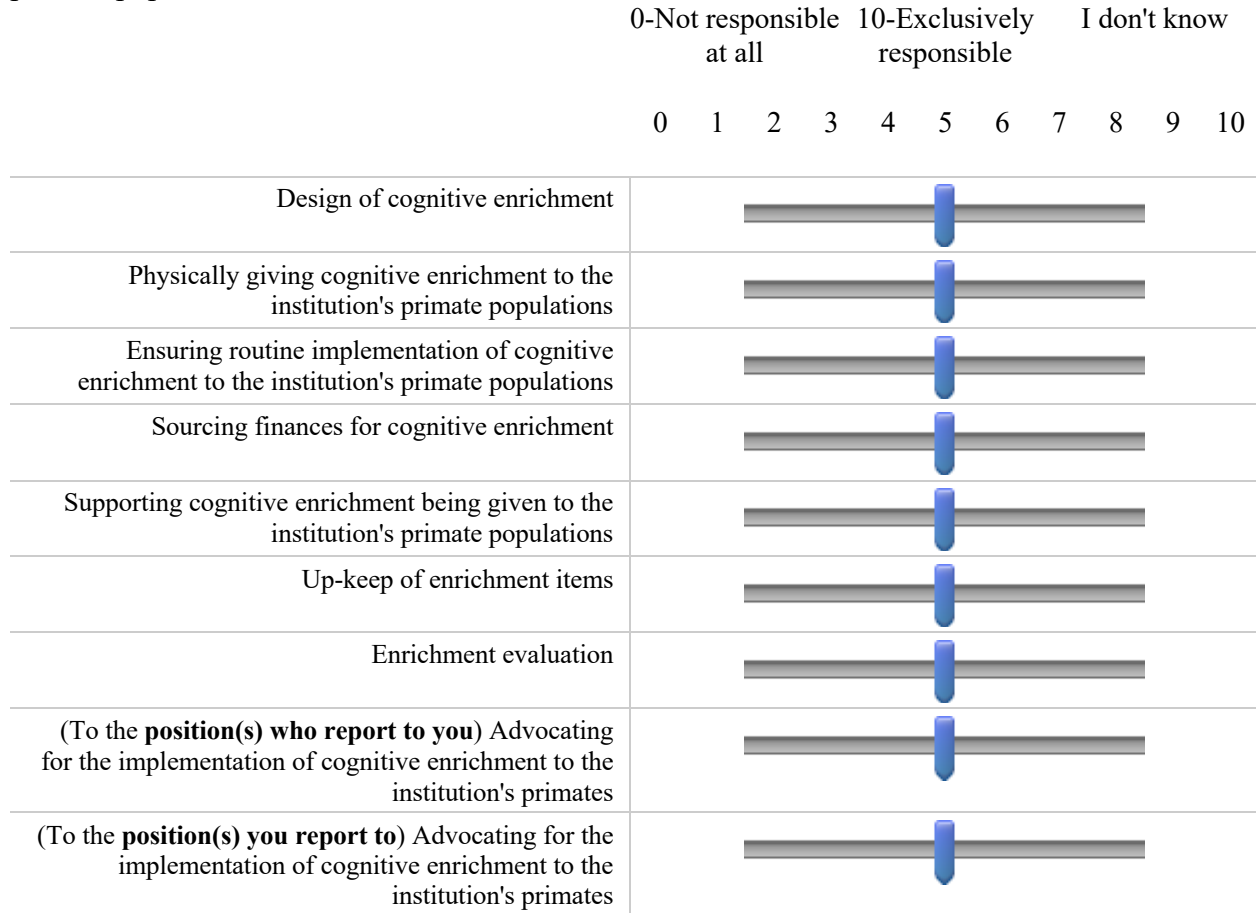 0-Not responsible at all 10-Exclusively responsible I don't know
0 1 2 3 4 5 6 7 8 9 10
Design of cognitive enrichment
Physically giving cognitive enrichment to the
institution's primate populations
Ensuring routine implementation of cognitive
enrichment to the institution's primate populations
Sourcing finances for cognitive enrichment
Supporting cognitive enrichment being given to the
institution's primate populations
Up-keep of enrichment items
Enrichment evaluation
(To the position(s) who report to you) Advocating
for the implementation of cognitive enrichment to the
institution's primates
(To the position(s) you report to) Advocating for the
implementation of cognitive enrichment to the
institution's primates